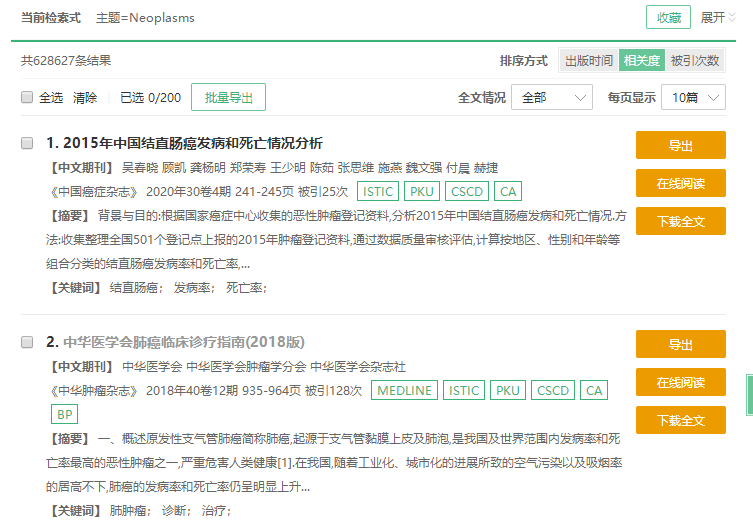 当前检索式 主题=Neoplasms 收藏 展开
共628627条结果 排序方式 出版时间 相关度 被引次数
全选 清除 已选 0/200 批量导出 全文情况 全部 每页显示 10篇
1. 2015年中国结直肠癌发病和死亡情况分析 导出
【中文期刊】 吴春晓 顾凯 龚杨明 郑荣寿 王少明 陈茹 张思维 施燕 魏文强 付晨 赫捷
《中国癌症杂志》 2020年30卷4期 241-245页 被引25次 ISTIC PKU CSCD CA 在线阅读
【摘要】 背景与目的:根据国家癌症中心收集的恶性肿瘤登记资料,分析2015年中国结直肠癌发病和死亡情况.方 下载全文
法:收集整理全国501个登记点上报的2015年肿瘤登记资料,通过数据质量审核评估,计算按地区、性别和年龄等
组合分类的结直肠癌发病率和死亡率,...
【关键词】 结直肠癌; 发病率; 死亡率;
2. 中华医学会肺癌临床诊疗指南(2018版) 导出
【中文期刊】 中华医学会 中华医学会肿瘤学分会 中华医学会杂志社
《中华肿瘤杂志》 2018年40卷12期 935-964页 被引128次 MEDLINE ISTIC PKU CSCD CA 在线阅读
BP 下载全文
【摘要】 一、概述原发性支气管肺癌简称肺癌,起源于支气管黏膜上皮及肺泡,是我国及世界范围内发病率和死
亡率最高的恶性肿瘤之一,严重危害人类健康[1].在我国,随着工业化、城市化的进展所致的空气污染以及吸烟率
的居高不下,肺癌的发病率和死亡率仍呈明显上升...
【关键词】 肺肿瘤; 诊断; 治疗;